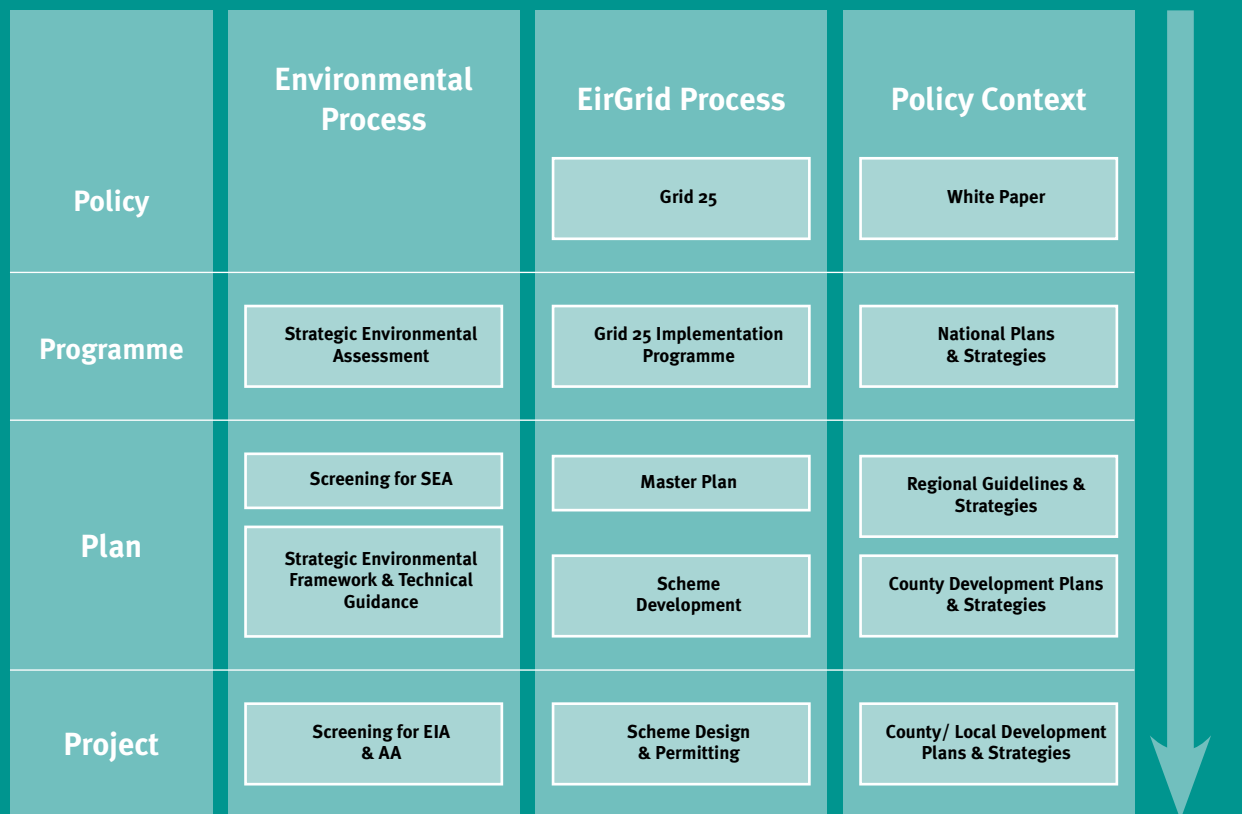 Environmental
Process
EirGrid Process
Policy Context
Policy
Grid 25
White Paper
Programme
Strategic Environmental
Assessment
Grid 25 Implementation
Programme
National Plans
& Strategies
Plan
Screening for SEA
Master Plan
Regional Guidelines &
Strategies
Strategic Environmental
Framework & Technical
Guidance
Scheme
Development
County Development Plans
& Strategies
Project
Screening for EIA
& AA
Scheme Design
& Permitting
County/ Local Development
Plans & Strategies